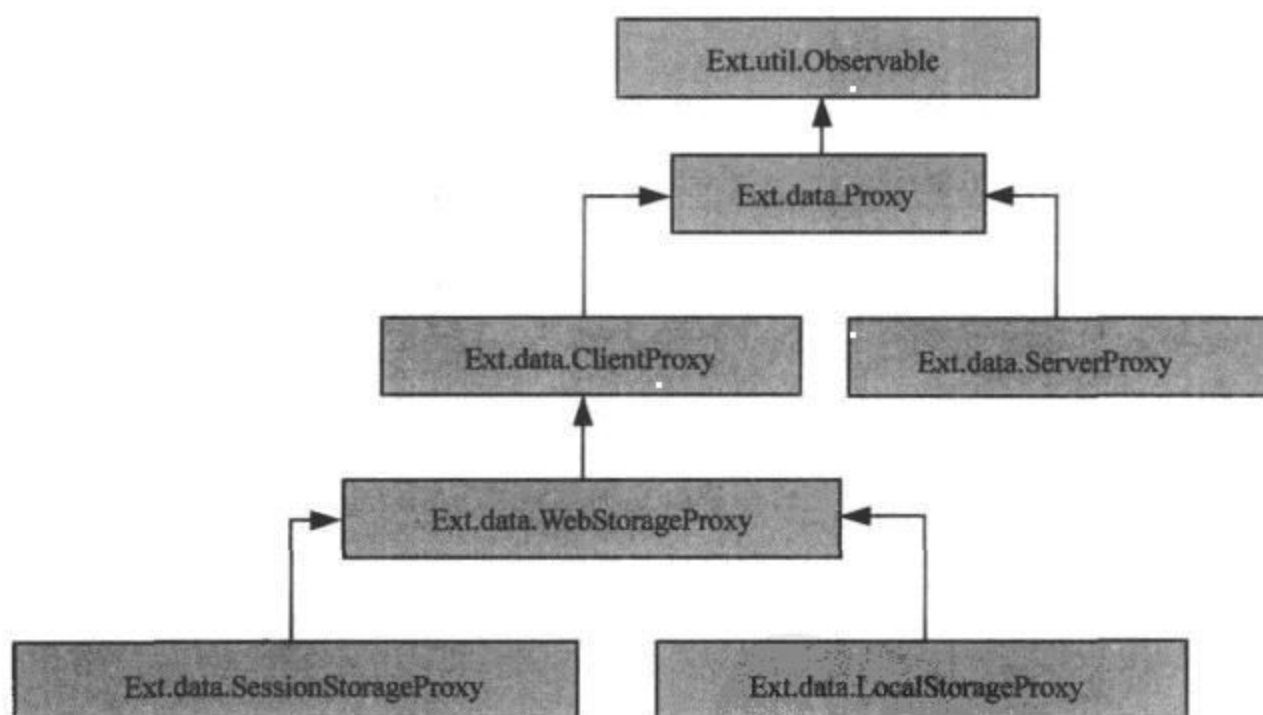 Ext.util.Observable
Ext.data.Proxy
Ext.data.ClientProxy
Ext.data.ServerProxy
Ext.data.WebStorageProxy
Ext.data.SessionStorageProxy
Ext.data.LocalStorageProxy